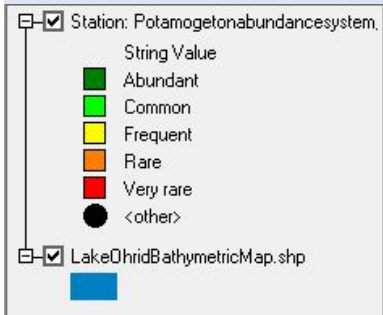 Station: Potamogetonabundancesystem,
String Value
Abundant
Common
Frequent
Rare
Very rare
<other>
LakeOhridBathymetricMap.shp